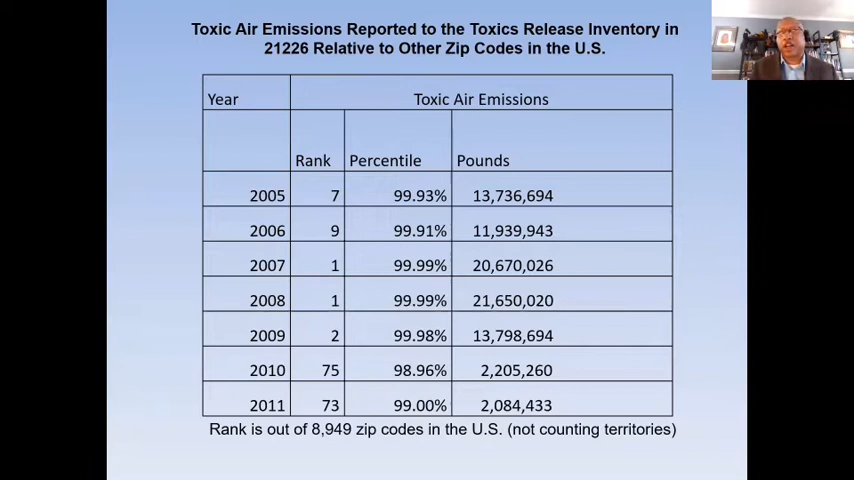 Toxic Air Emissions Reported to the Toxics Release Inventory in
21226 Relative to Other Zip Codes in the U.S.
Year Toxic Air Emissions
Rank Percentile Pounds
2005 7 99.93% 13,736,694
2006 9 99.91% 11,939,943
2007 1 99.99% 20,670,026
2008 1 99.99% 21,650,020
2009 2 99.98% 13,798,694
2010 75 98.96% 2,205,260
2011 73 99.00% 2,084,433
Rank is out of 8,949 zip codes in the U.S. (not counting territories)